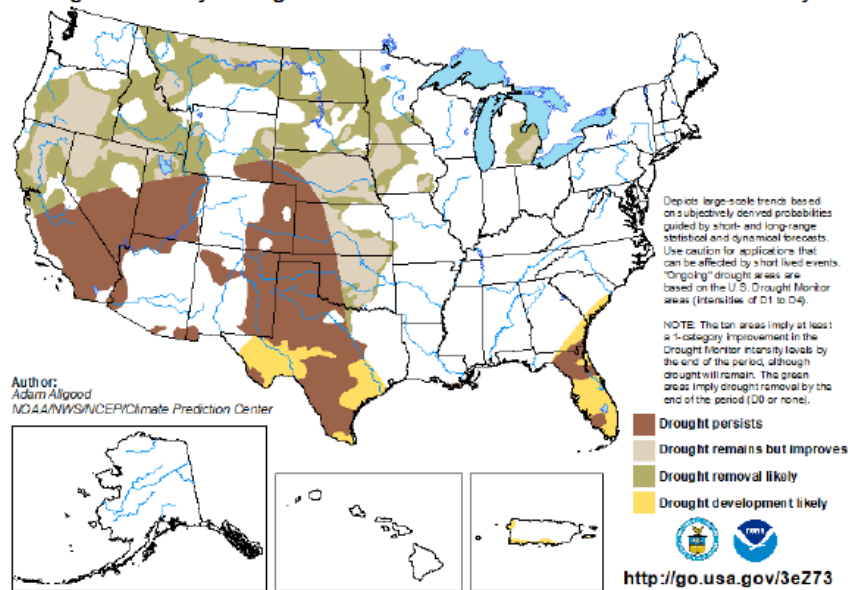 Depicts large-scale trends based
on subjectively derived probabilities
guided by short- and long-range
statistical and dynamical forecasts.
Use caution for applications that
can be affected by short lived events.
"Ongoing" drought areas are
based on the U.S. Drought Monitor
areas (intensities of D1 to D4).
NOTE: The tan areas imply at least
a 1-category improvement in the
Drought Monitor intensity levels by
the end of the period, although
drought will remain. The green
areas imply drought removal by the
end of the period (D0 or none).
Author:
Adam Allgood
NOAA/NWS/NCEP/Climate Prediction Center
Drought persists
Drought remains but improves
Drought removal likely
Drought development likely
http://go.usa.gov/3eZ73